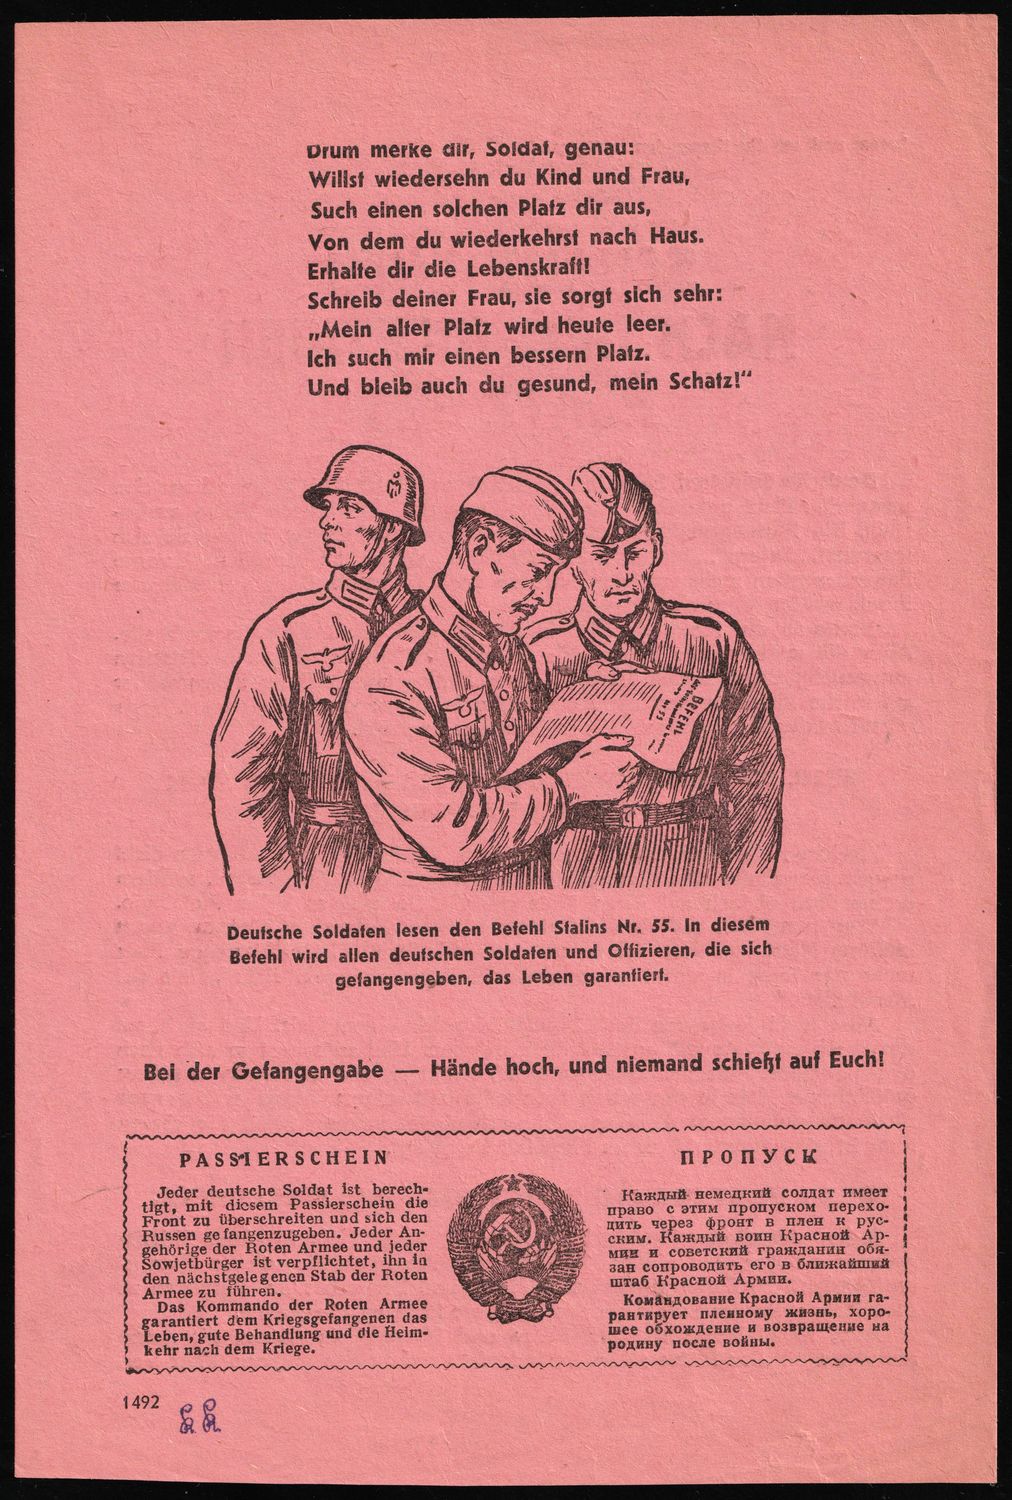 Drum merke dir, Soldat, genau:
Willst wiedersehn du Kind und Frau,
Such einen solchen Platz dir aus,
Von dem du wiederkehrst nach Haus.
Erhalte dir die Lebenskraft!
Schreib deiner Frau, sie sorgt sich sehr:
„Mein alter Platz wird heute leer.
Ich such mir einen bessern Platz.
Und bleib auch du gesund, mein Schatz!“
BEFEHL
Nr 55
Deutsche Soldaten lesen den Befehl Stalins Nr. 55. In diesem
Befehl wird allen deutschen Soldaten und Offizieren, die sich
gefangengeben, das Leben garantiert.
Bei der Gefangengabe — Hände hoch, und niemand schießt auf Euch!
PASSIERSCHEIN
Jeder deutsche Soldat ist berech-
tigt, mit diesem Passierschein die
Front zu überschreiten und sich den
Russen gefangenzugeben. Jeder An-
gehörige der Roten Armee und jeder
Sowjetbürger ist verpflichtet, ihn in
den nächstgelegenen Stab der Roten
Armee zu führen.
Das Kommando der Roten Armee
garantiert dem Kriegsgefangenen das
Leben, gute Behandlung und die Heim-
kehr nach dem Kriege.
ПРОПУСК
Каждый немецкий солдат имеет
право с этим пропуском перехо-
дить через фронт в плен к рус-
ским. Каждый воин Красной Ар-
мии и советский гражданин обя-
зан сопроводить его в ближайший
штаб Красной Армии.
Командование Красной Армии га-
рантирует пленному жизнь, хоро-
шее обхождение и возвращение на
родину после войны.
1492